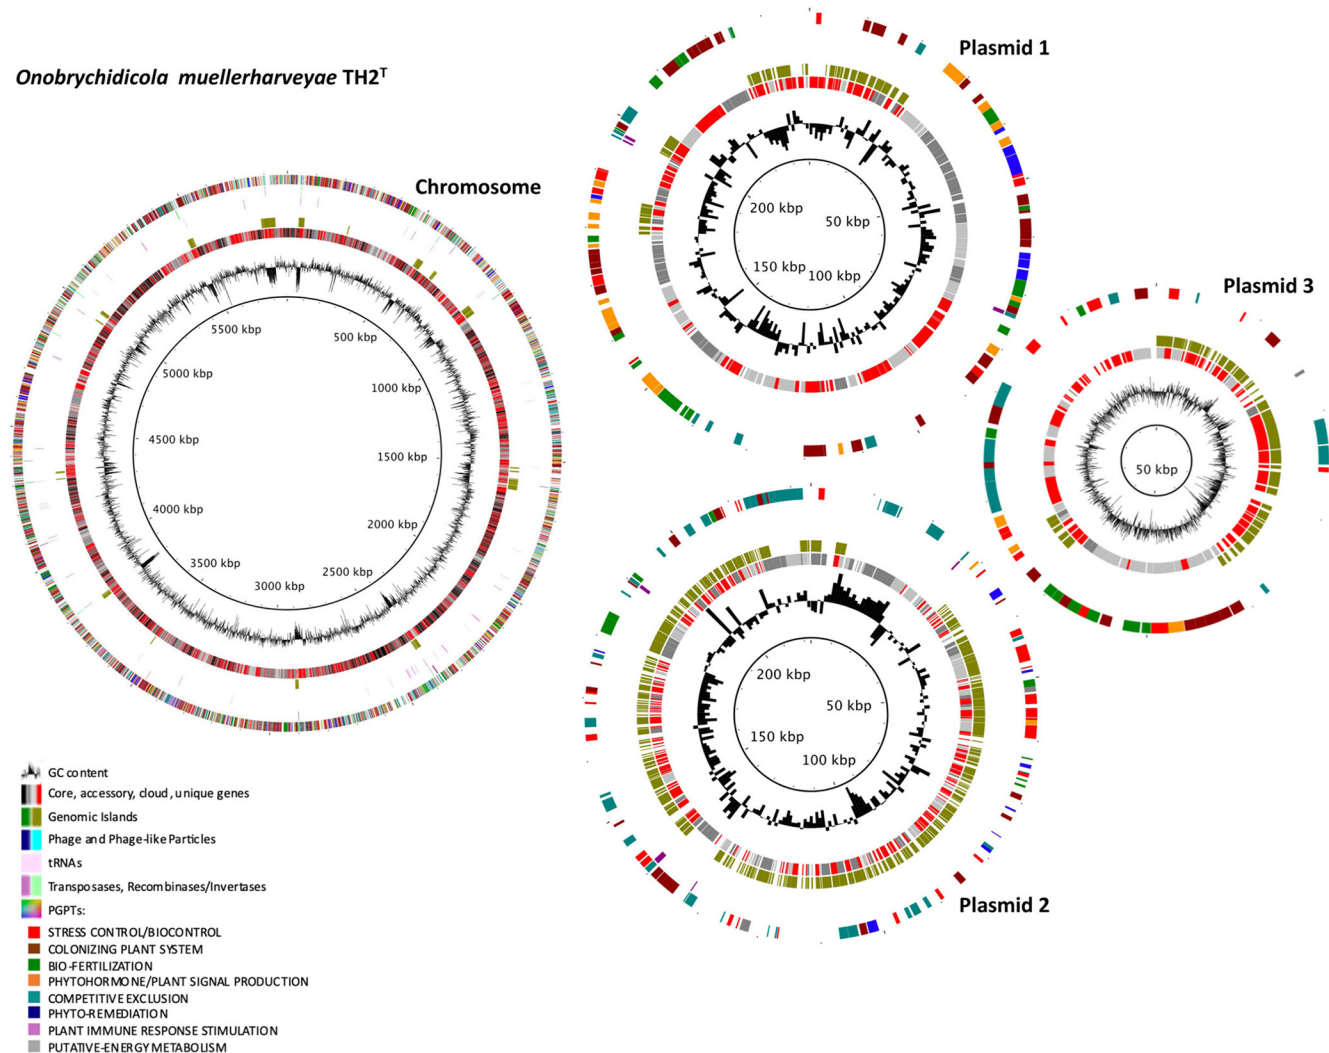 Onobrychidicola muellerharveyae TH2ᵀ
Chromosome
5500 kbp
500 kbp
5000 kbp
1000 kbp
4500 kbp
1500 kbp
4000 kbp
2000 kbp
3500 kbp
2500 kbp
3000 kbp
Plasmid 1
200 kbp
50 kbp
150 kbp
100 kbp
Plasmid 3
50 kbp
200 kbp
50 kbp
150 kbp
100 kbp
Plasmid 2
GC content
Core, accessory, cloud, unique genes
Genomic Islands
Phage and Phage-like Particles
tRNAs
Transposases, Recombinases/Invertases
PGPTs:
STRESS CONTROL/BIOCONTROL
COLONIZING PLANT SYSTEM
BIO-FERTILIZATION
PHYTOHORMONE/PLANT SIGNAL PRODUCTION
COMPETITIVE EXCLUSION
PHYTO-REMEDIATION
PLANT IMMUNE RESPONSE STIMULATION
PUTATIVE-ENERGY METABOLISM